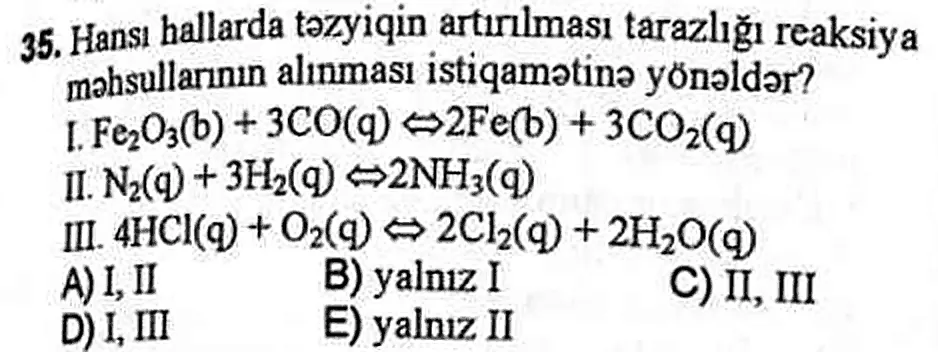 35. Hansı hallarda təzyiqin artırılması tarazlığı reaksiya
məhsullarının alınması istiqamətinə yönəldər?
I. Fe₂O₃(b) + 3CO(q) ⇔2Fe(b) + 3CO₂(q)
II. N₂(q) + 3H₂(q) ⇔2NH₃(q)
III. 4HCl(q) + O₂(q) ⇔ 2Cl₂(q) + 2H₂O(q)
A) I, II B) yalnız I C) II, III
D) I, III E) yalnız II